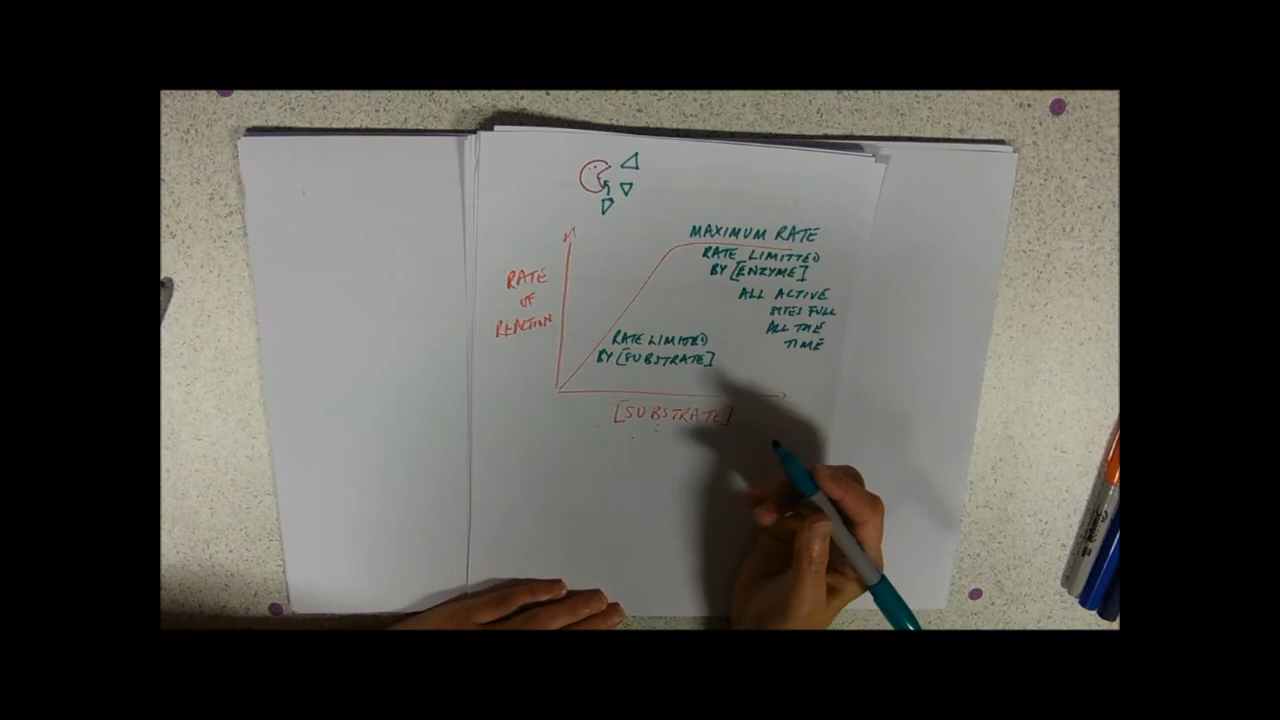 MAXIMUM RATE
RATE LIMITTED
BY [ENZYME]
ALL ACTIVE
SITES FULL
ALL THE
TIME
RATE
OF
REACTION
RATE LIMITED
BY [SUBSTRATE]
[SUBSTRATE]